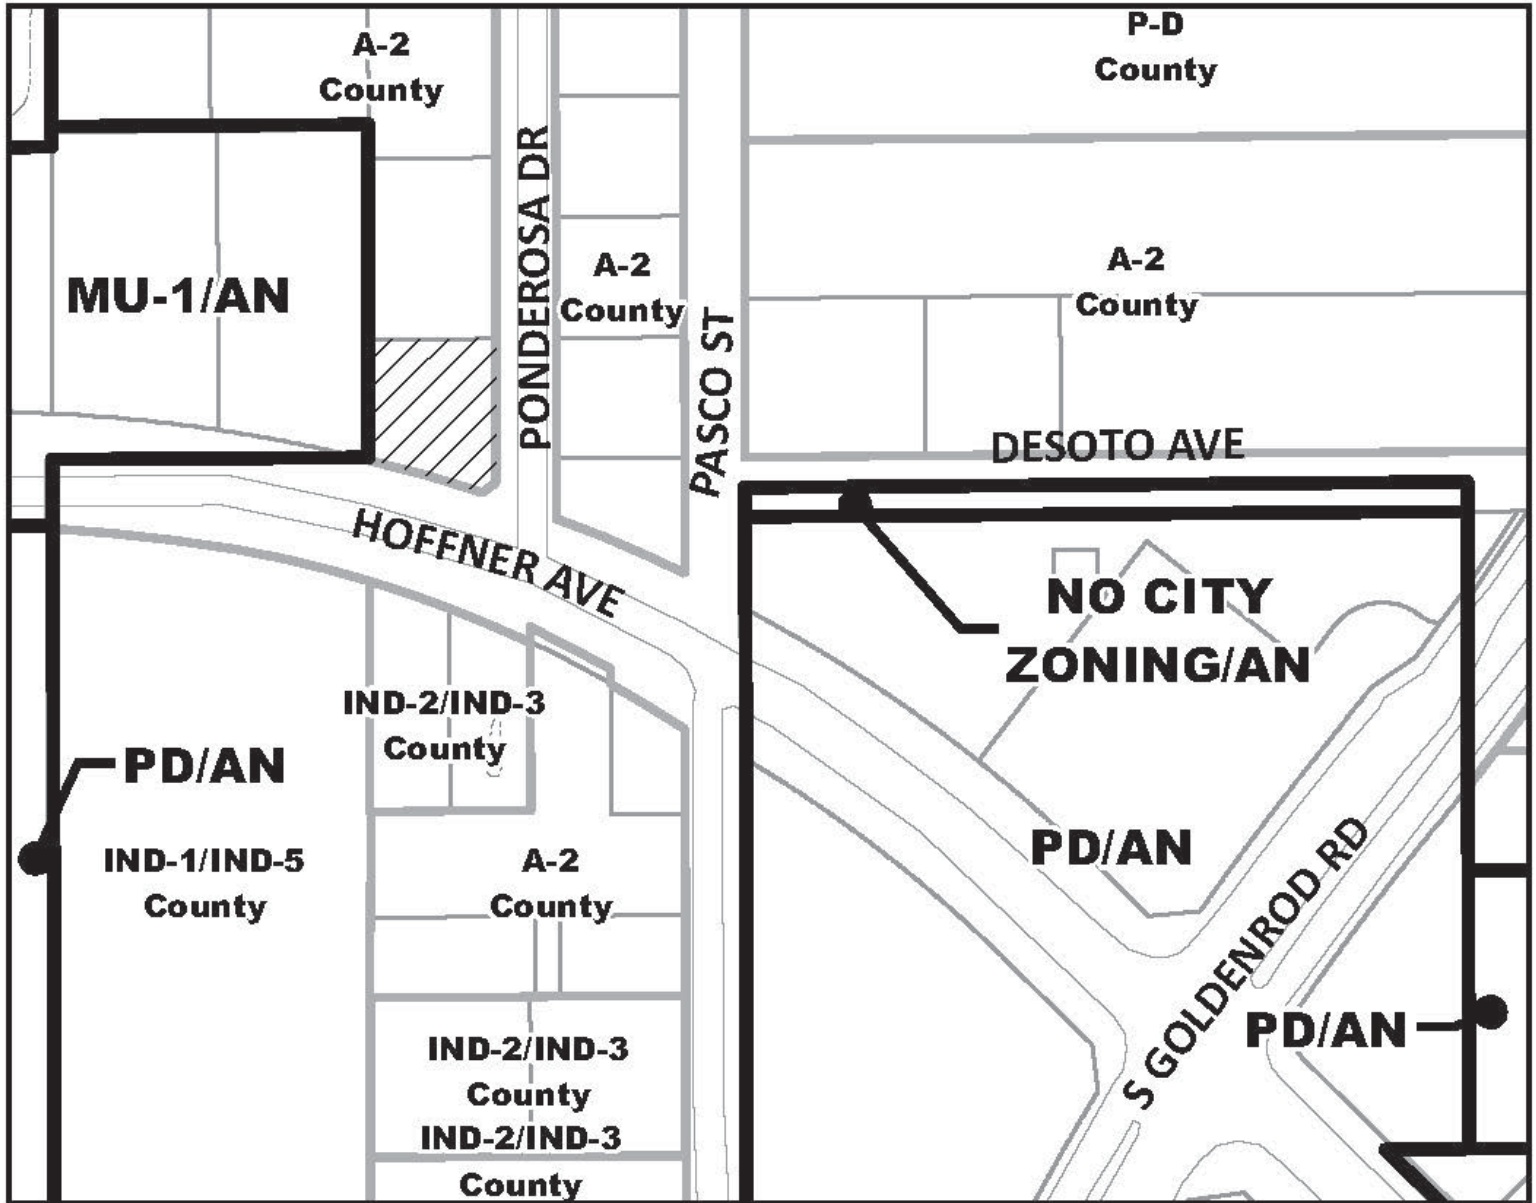 A-2
County
P-D
County
PONDEROSA DR
MU-1/AN
A-2
County
A-2
County
PASCO ST
DESOTO AVE
HOFFNER AVE
NO CITY
ZONING/AN
IND-2/IND-3
County
PD/AN
IND-1/IND-5
County
A-2
County
PD/AN
S GOLDENROD RD
PD/AN
IND-2/IND-3
County
IND-2/IND-3
County